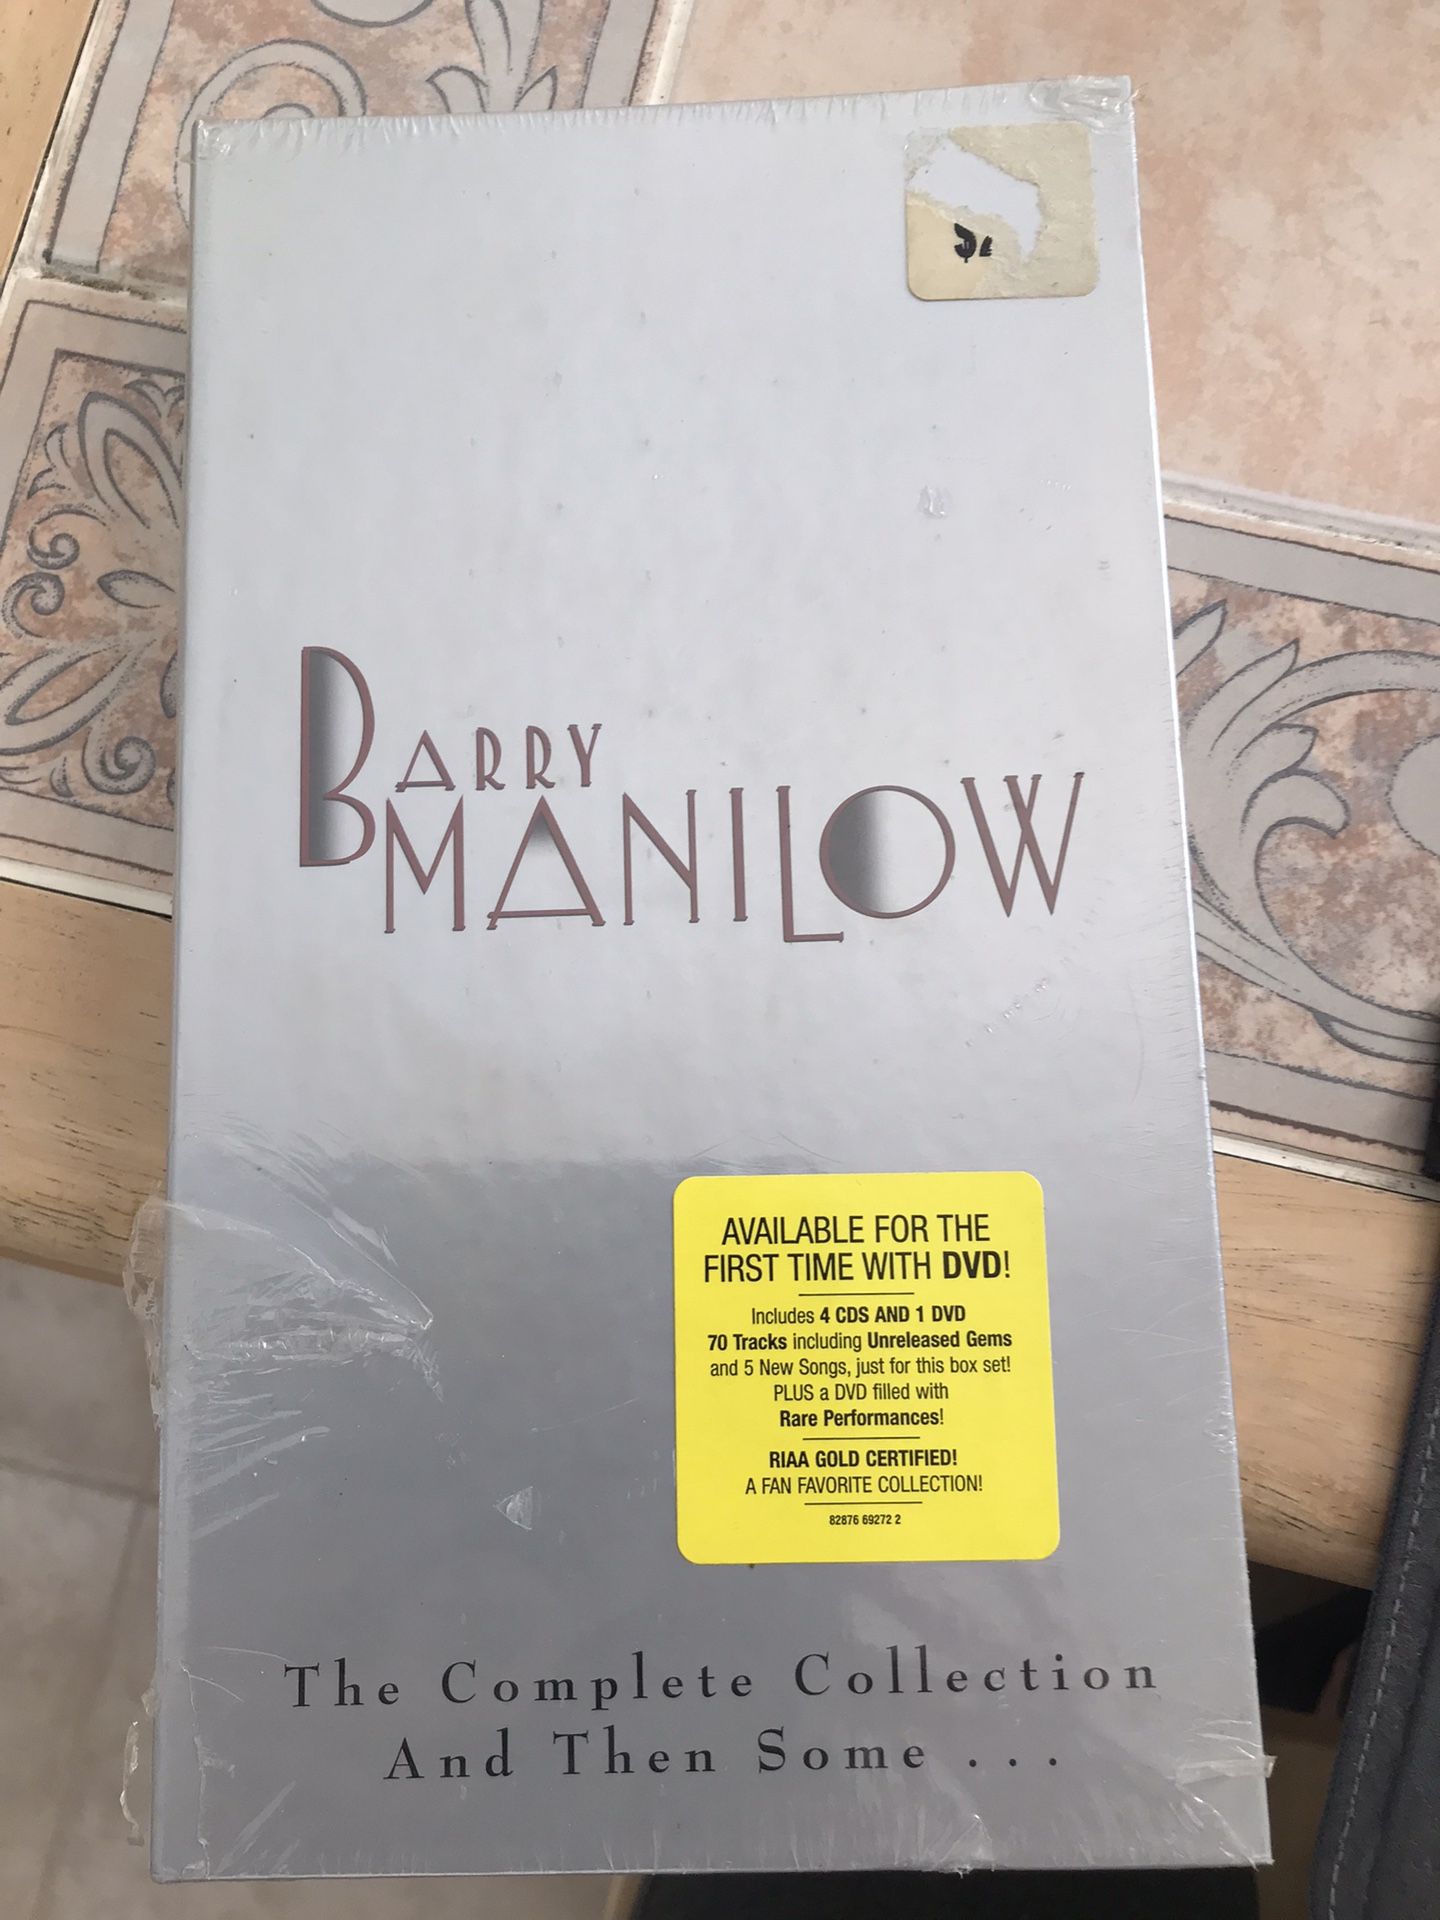 BARRY
MANILOW
AVAILABLE FOR THE
FIRST TIME WITH DVD!
Includes 4 CDS AND 1 DVD
70 Tracks including Unreleased Gems
and 5 New Songs, just for this box set!
PLUS a DVD filled with
Rare Performances!
RIAA GOLD CERTIFIED!
A FAN FAVORITE COLLECTION!
82876 69272 2
The Complete Collection
And Then Some . . .